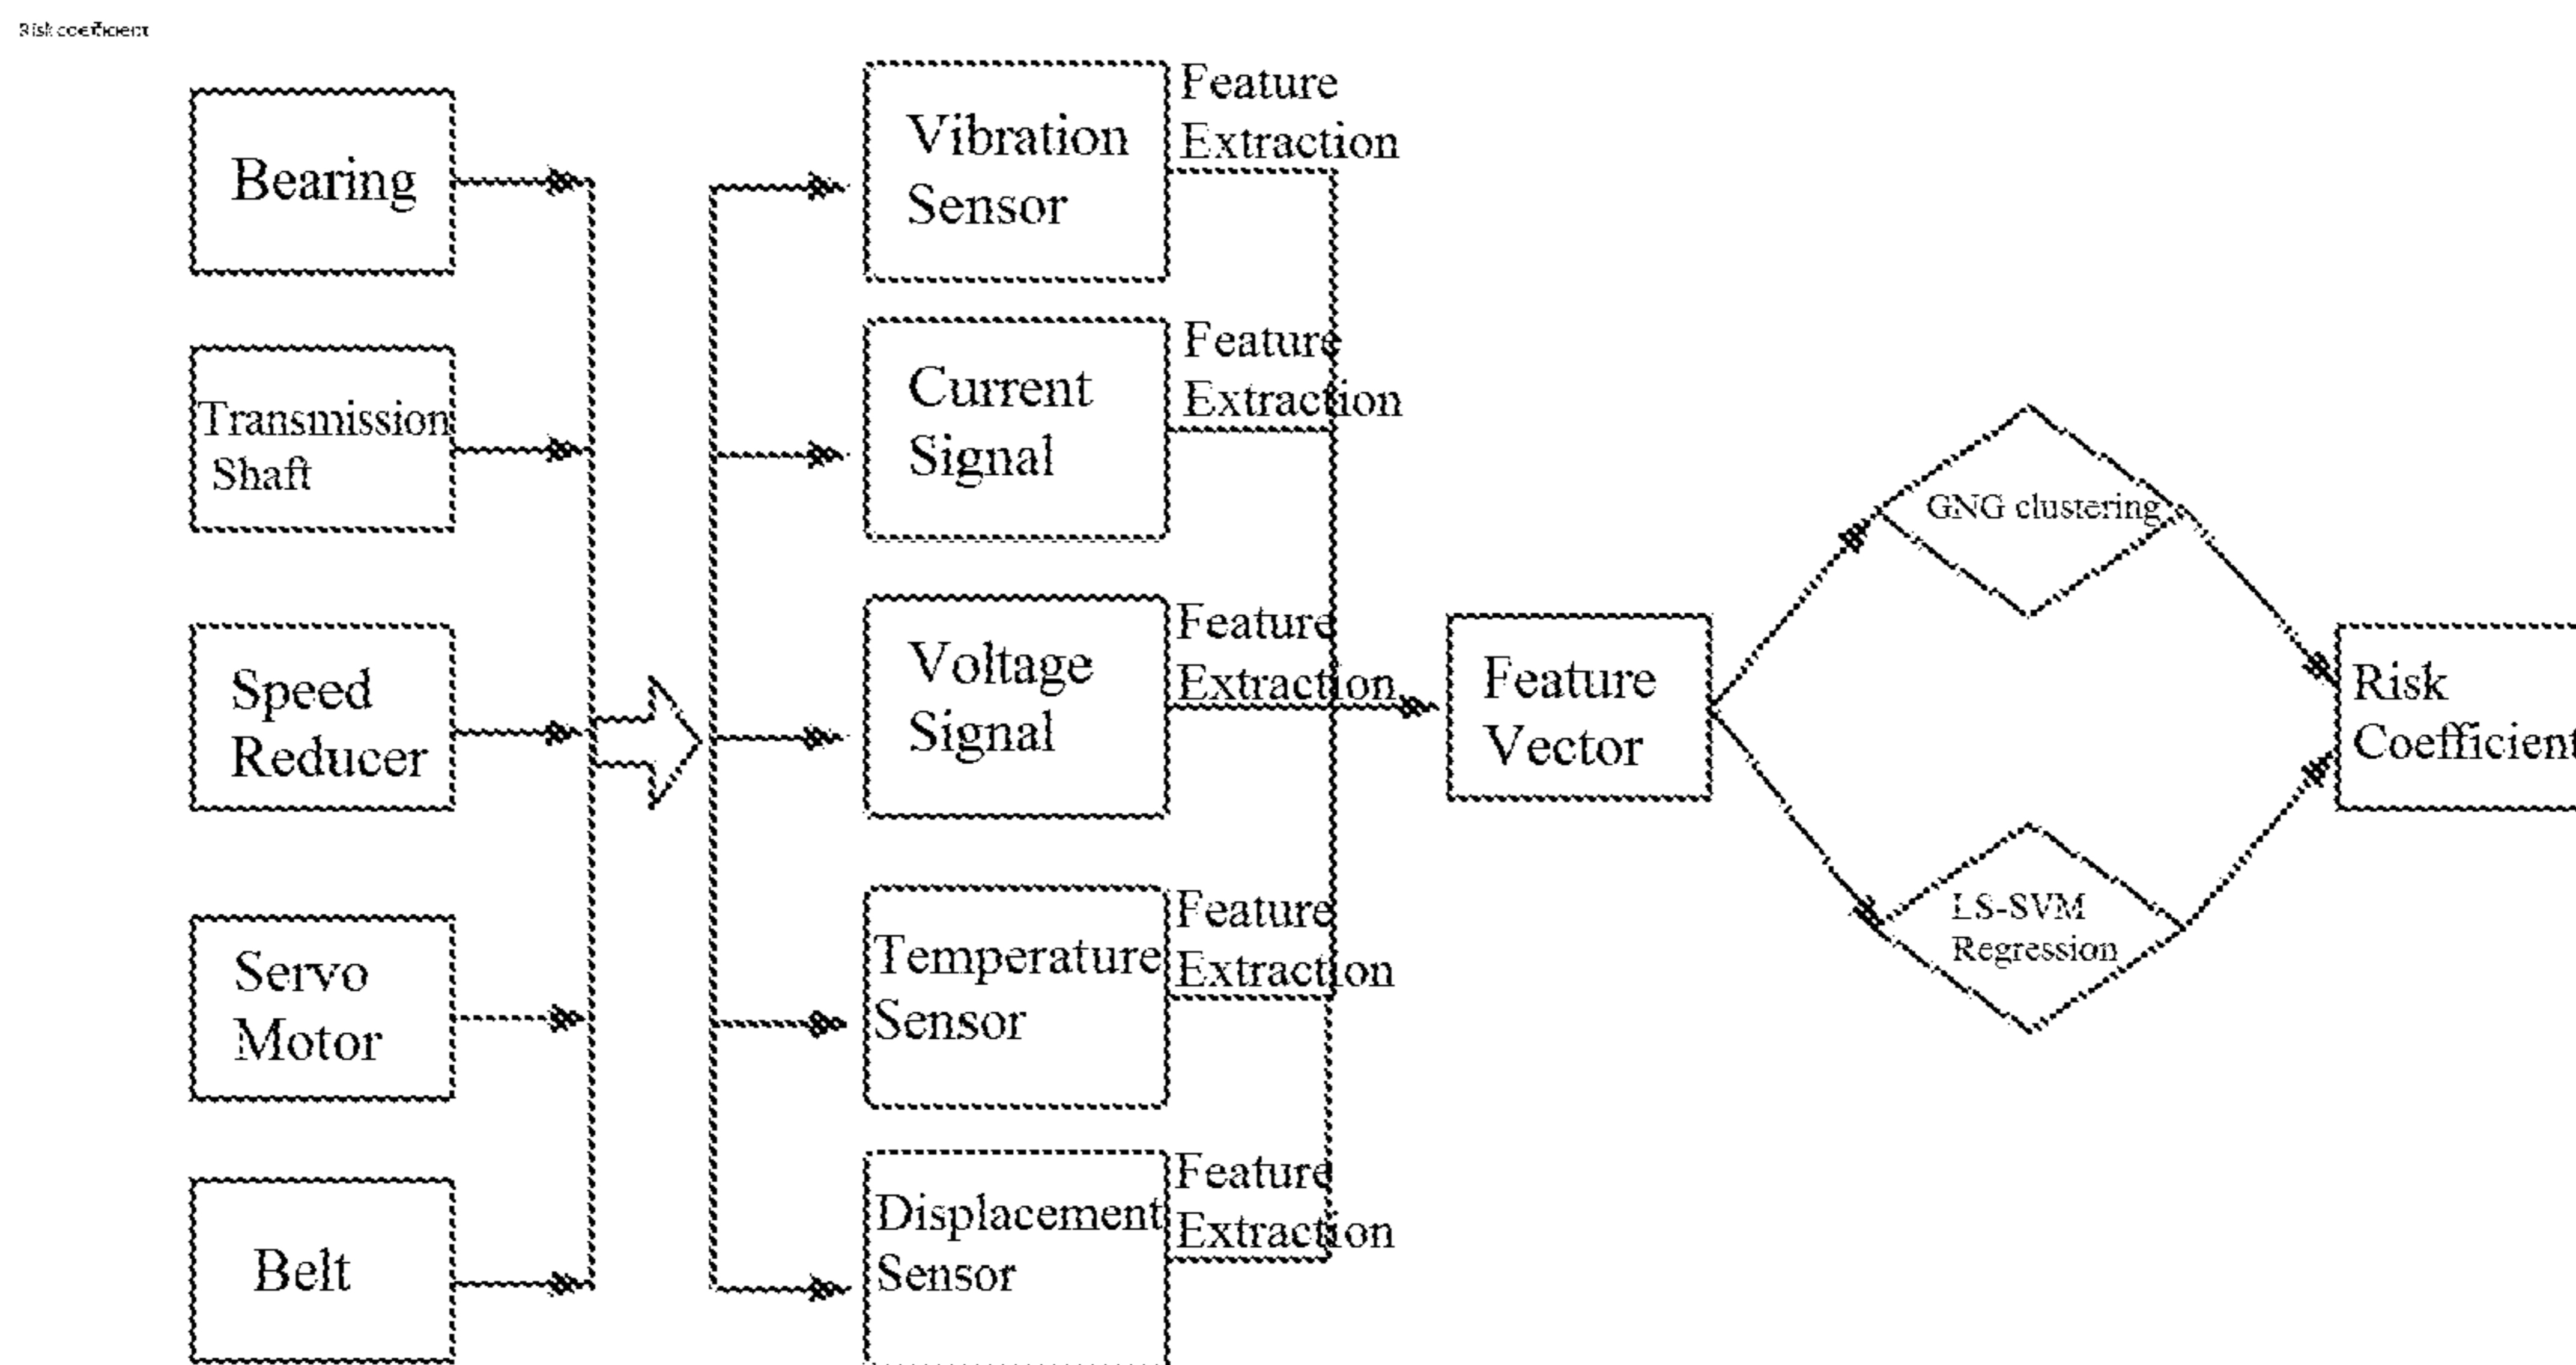 Risk coefficient
Bearing
Transmission
Shaft
Speed
Reducer
Servo
Motor
Belt
Vibration
Sensor
Current
Signal
Voltage
Signal
Temperature
Sensor
Displacement
Sensor
Feature
Extraction
Feature
Extraction
Feature
Extraction
Feature
Extraction
Feature
Extraction
Feature
Vector
GNG clustering
LS-SVM
Regression
Risk
Coefficient